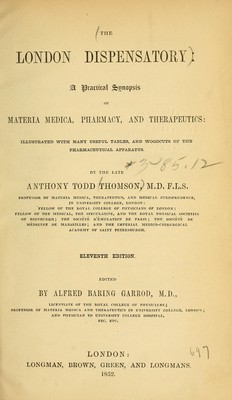 THE
LONDON DISPENSATORY:
A Practical Synopsis
OF
MATERIA MEDICA, PHARMACY, AND THERAPEUTICS:
ILLUSTRATED WITH MANY USEFUL TABLES, AND WOODCUTS OF
THE PHARMACEUTICAL APPARATUS.
BY THE LATE
ANTHONY TODD THOMSON, M.D. F.L.S.
PROFESSOR OF MATERIA MEDICA, THERAPEUTICS, AND MEDICAL JURISPRUDENCE,
IN UNIVERSITY COLLEGE, LONDON;
FELLOW OF THE ROYAL COLLEGE OF PHYSICIANS OF LONDON;
FELLOW OF THE MEDICAL, THE SPECULATIVE, AND THE ROYAL PHYSICAL SOCIETIES
OF EDINBURGH; THE SOCIÉTÉ D'ÉMULATION DE PARIS; THE SOCIÉTÉ DE
MÉDECINE DE MARSEILLES; AND THE IMPERIAL MEDICO-CHIRURGICAL
ACADEMY OF SAINT PETERSBURGH.
ELEVENTH EDITION.
EDITED
BY ALFRED BARING GARROD, M.D.,
LICENTIATE OF THE ROYAL COLLEGE OF PHYSICIANS;
PROFESSOR OF MATERIA MEDICA AND THERAPEUTICS IN UNIVERSITY COLLEGE, LONDON;
AND PHYSICIAN TO UNIVERSITY COLLEGE HOSPITAL,
ETC. ETC.
LONDON:
LONGMAN, BROWN, GREEN, AND LONGMANS.
1852.